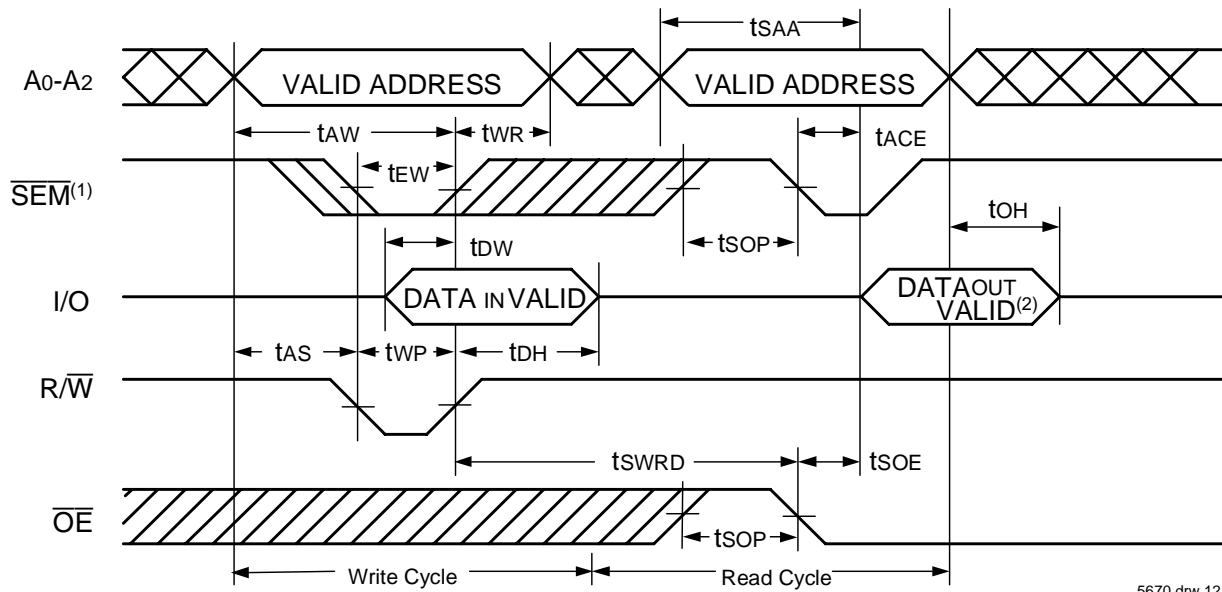 tSAA
A0-A2
VALID ADDRESS
VALID ADDRESS
tAW
tWR
tACE
SEM(1)
tEW
tSOP
tOH
tDW
I/O
DATA IN VALID
DATAOUT
VALID(2)
tAS
tWP
tDH
R/W
tSWRD
tSOE
OE
tSOP
Write Cycle
Read Cycle
5670 drw 12